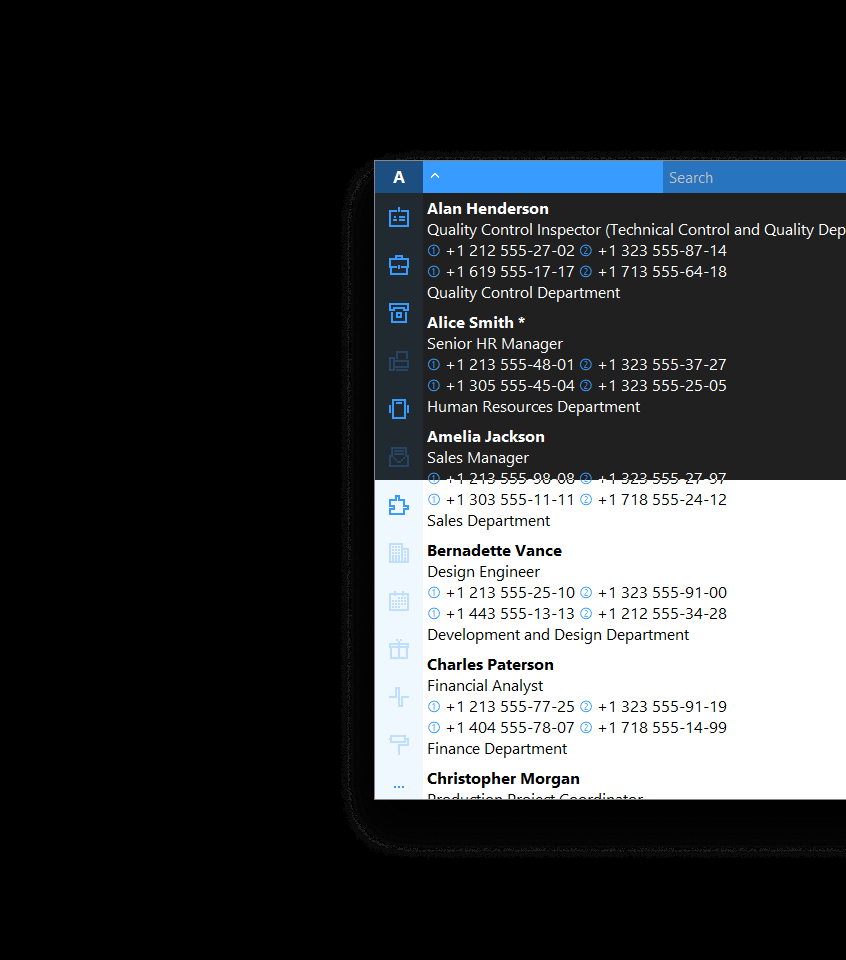 A
Search
Alan Henderson
Quality Control Inspector (Technical Control and Quality Dep
① +1 212 555-27-02 ② +1 323 555-87-14
① +1 619 555-17-17 ② +1 713 555-64-18
Quality Control Department
Alice Smith *
Senior HR Manager
① +1 213 555-48-01 ② +1 323 555-37-27
① +1 305 555-45-04 ② +1 323 555-25-05
Human Resources Department
Amelia Jackson
Sales Manager
① +1 213 555-98-08 ② +1 323 555-27-97
① +1 303 555-11-11 ② +1 718 555-24-12
Sales Department
Bernadette Vance
Design Engineer
① +1 213 555-25-10 ② +1 323 555-91-00
① +1 443 555-13-13 ② +1 212 555-34-28
Development and Design Department
Charles Paterson
Financial Analyst
① +1 213 555-77-25 ② +1 323 555-91-19
① +1 404 555-78-07 ② +1 718 555-14-99
Finance Department
Christopher Morgan
Production Project Coordinator
...